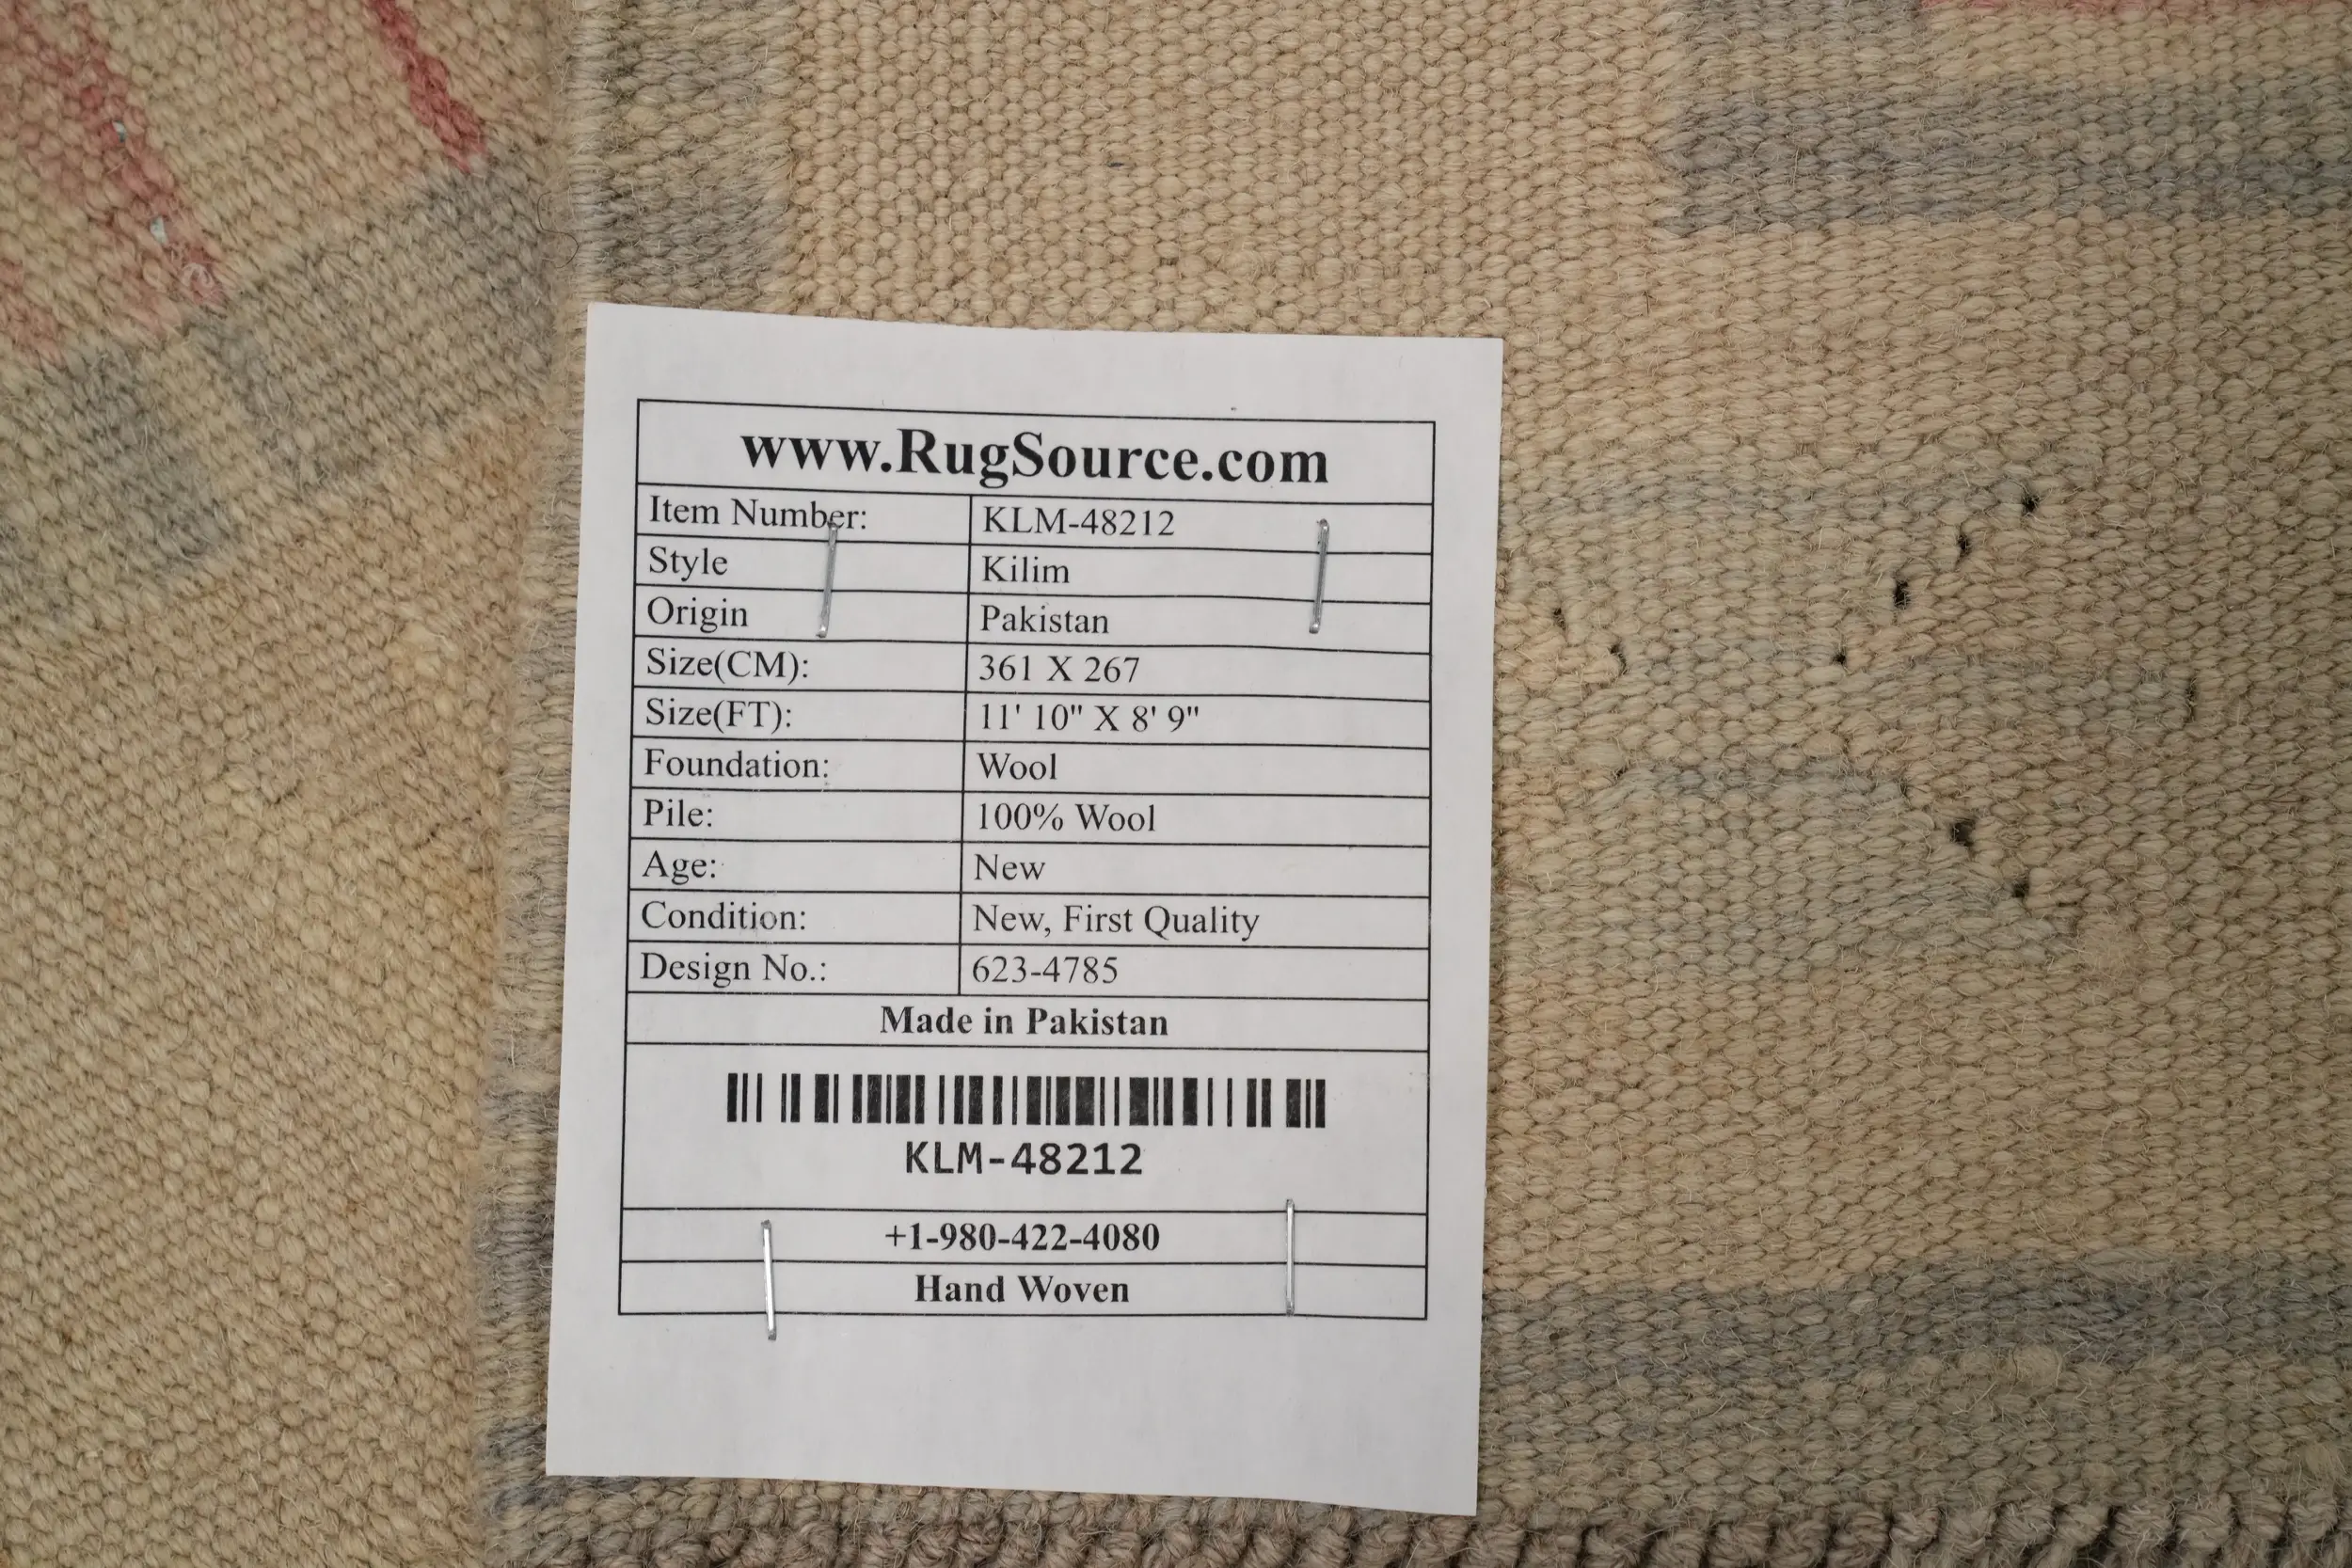 www.RugSource.com
Item Number: KLM-48212
Style Kilim
Origin Pakistan
Size(CM): 361 X 267
Size(FT): 11' 10" X 8' 9"
Foundation: Wool
Pile: 100% Wool
Age: New
Condition: New, First Quality
Design No.: 623-4785
Made in Pakistan
KLM-48212
+1-980-422-4080
Hand Woven